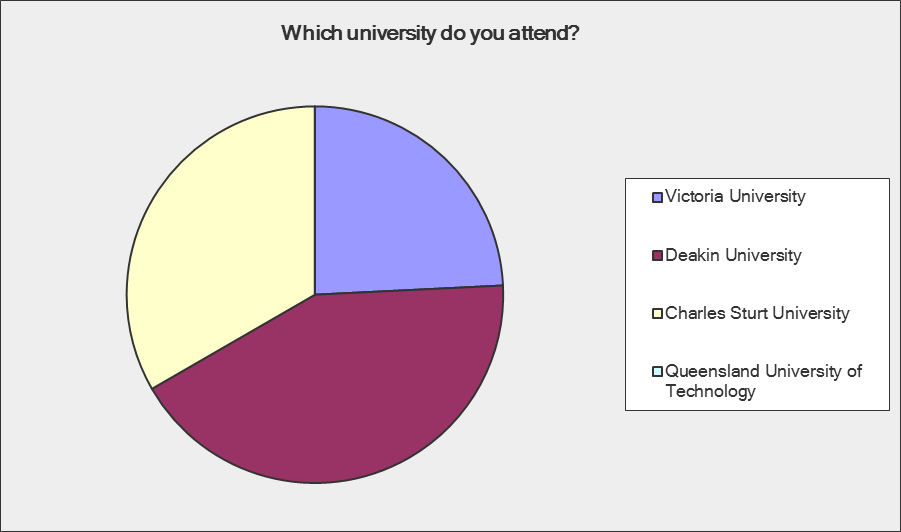 Which university do you attend?
Victoria University
Deakin University
Charles Sturt University
Queensland University of
Technology